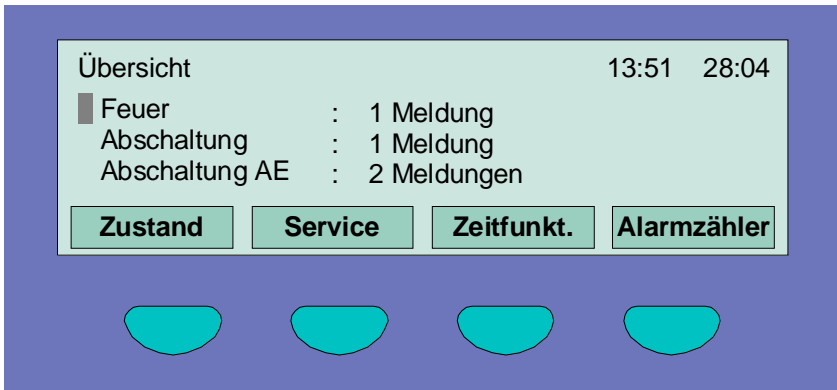 Übersicht 13:51 28:04
Feuer : 1 Meldung
Abschaltung : 1 Meldung
Abschaltung AE : 2 Meldungen
Zustand Service Zeitfunkt. Alarmzähler